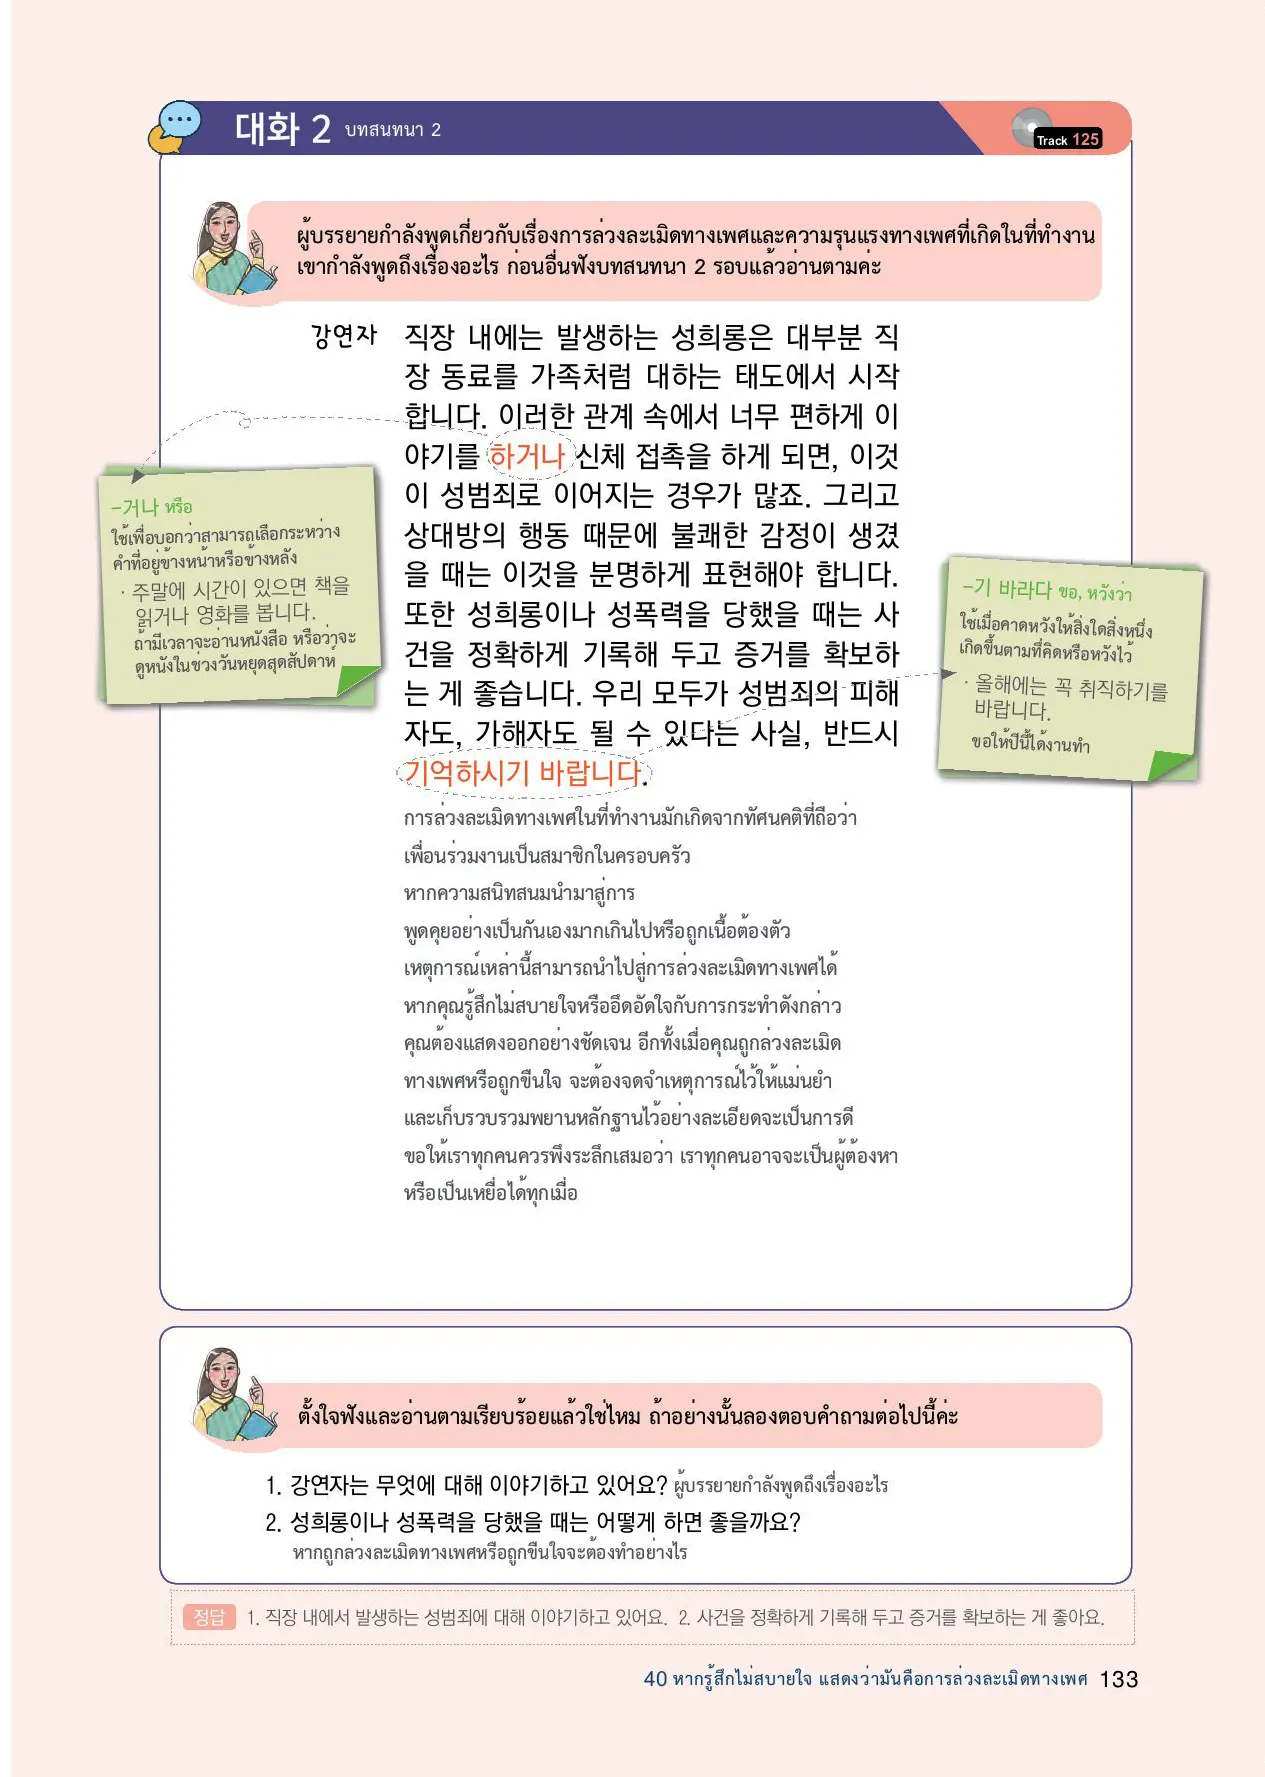 대화 2 บทสนทนา 2
Track 125
ผู้บรรยายกำลังพูดเกี่ยวกับเรื่องการล่วงละเมิดทางเพศและความรุนแรงทางเพศที่เกิดในที่ทำงาน
เขากำลังพูดถึงเรื่องอะไร ก่อนอื่นฟังบทสนทนา 2 รอบแล้วอ่านตามค่ะ
강연자 직장 내에는 발생하는 성희롱은 대부분 직
장 동료를 가족처럼 대하는 태도에서 시작
합니다. 이러한 관계 속에서 너무 편하게 이
야기를 하거나 신체 접촉을 하게 되면, 이것
이 성범죄로 이어지는 경우가 많죠. 그리고
상대방의 행동 때문에 불쾌한 감정이 생겼
을 때는 이것을 분명하게 표현해야 합니다.
또한 성희롱이나 성폭력을 당했을 때는 사
건을 정확하게 기록해 두고 증거를 확보하
는 게 좋습니다. 우리 모두가 성범죄의 피해
자도, 가해자도 될 수 있다는 사실, 반드시
기억하시기 바랍니다.
-거나 หรือ
ใช้เพื่อบอกว่าสามารถเลือกระหว่าง
คำที่อยู่ข้างหน้าหรือข้างหลัง
· 주말에 시간이 있으면 책을
읽거나 영화를 봅니다.
ถ้ามีเวลาจะอ่านหนังสือ หรือว่าจะ
ดูหนังในช่วงวันหยุดสุดสัปดาห์
-기 바라다 ขอ, หวังว่า
ใช้เมื่อคาดหวังให้สิ่งใดสิ่งหนึ่ง
เกิดขึ้นตามที่คิดหรือหวังไว้
· 올해에는 꼭 취직하기를
바랍니다.
ขอให้ปีนี้ได้งานทำ
การล่วงละเมิดทางเพศในที่ทำงานมักเกิดจากทัศนคติที่ถือว่า
เพื่อนร่วมงานเป็นสมาชิกในครอบครัว
หากความสนิทสนมนำมาสู่การ
พูดคุยอย่างเป็นกันเองมากเกินไปหรือถูกเนื้อต้องตัว
เหตุการณ์เหล่านี้สามารถนำไปสู่การล่วงละเมิดทางเพศได้
หากคุณรู้สึกไม่สบายใจหรืออึดอัดใจกับการกระทำดังกล่าว
คุณต้องแสดงออกอย่างชัดเจน อีกทั้งเมื่อคุณถูกล่วงละเมิด
ทางเพศหรือถูกขืนใจ จะต้องจดจำเหตุการณ์ไว้ให้แม่นยำ
และเก็บรวบรวมพยานหลักฐานไว้อย่างละเอียดจะเป็นการดี
ขอให้เราทุกคนควรพึงระลึกเสมอว่า เราทุกคนอาจจะเป็นผู้ต้องหา
หรือเป็นเหยื่อได้ทุกเมื่อ
ตั้งใจฟังและอ่านตามเรียบร้อยแล้วใช่ไหม ถ้าอย่างนั้นลองตอบคำถามต่อไปนี้ค่ะ
1. 강연자는 무엇에 대해 이야기하고 있어요? ผู้บรรยายกำลังพูดถึงเรื่องอะไร
2. 성희롱이나 성폭력을 당했을 때는 어떻게 하면 좋을까요?
หากถูกล่วงละเมิดทางเพศหรือถูกขืนใจจะต้องทำอย่างไร
정답 1. 직장 내에서 발생하는 성범죄에 대해 이야기하고 있어요. 2. 사건을 정확하게 기록해 두고 증거를 확보하는 게 좋아요.
40 หากรู้สึกไม่สบายใจ แสดงว่ามันคือการล่วงละเมิดทางเพศ 133